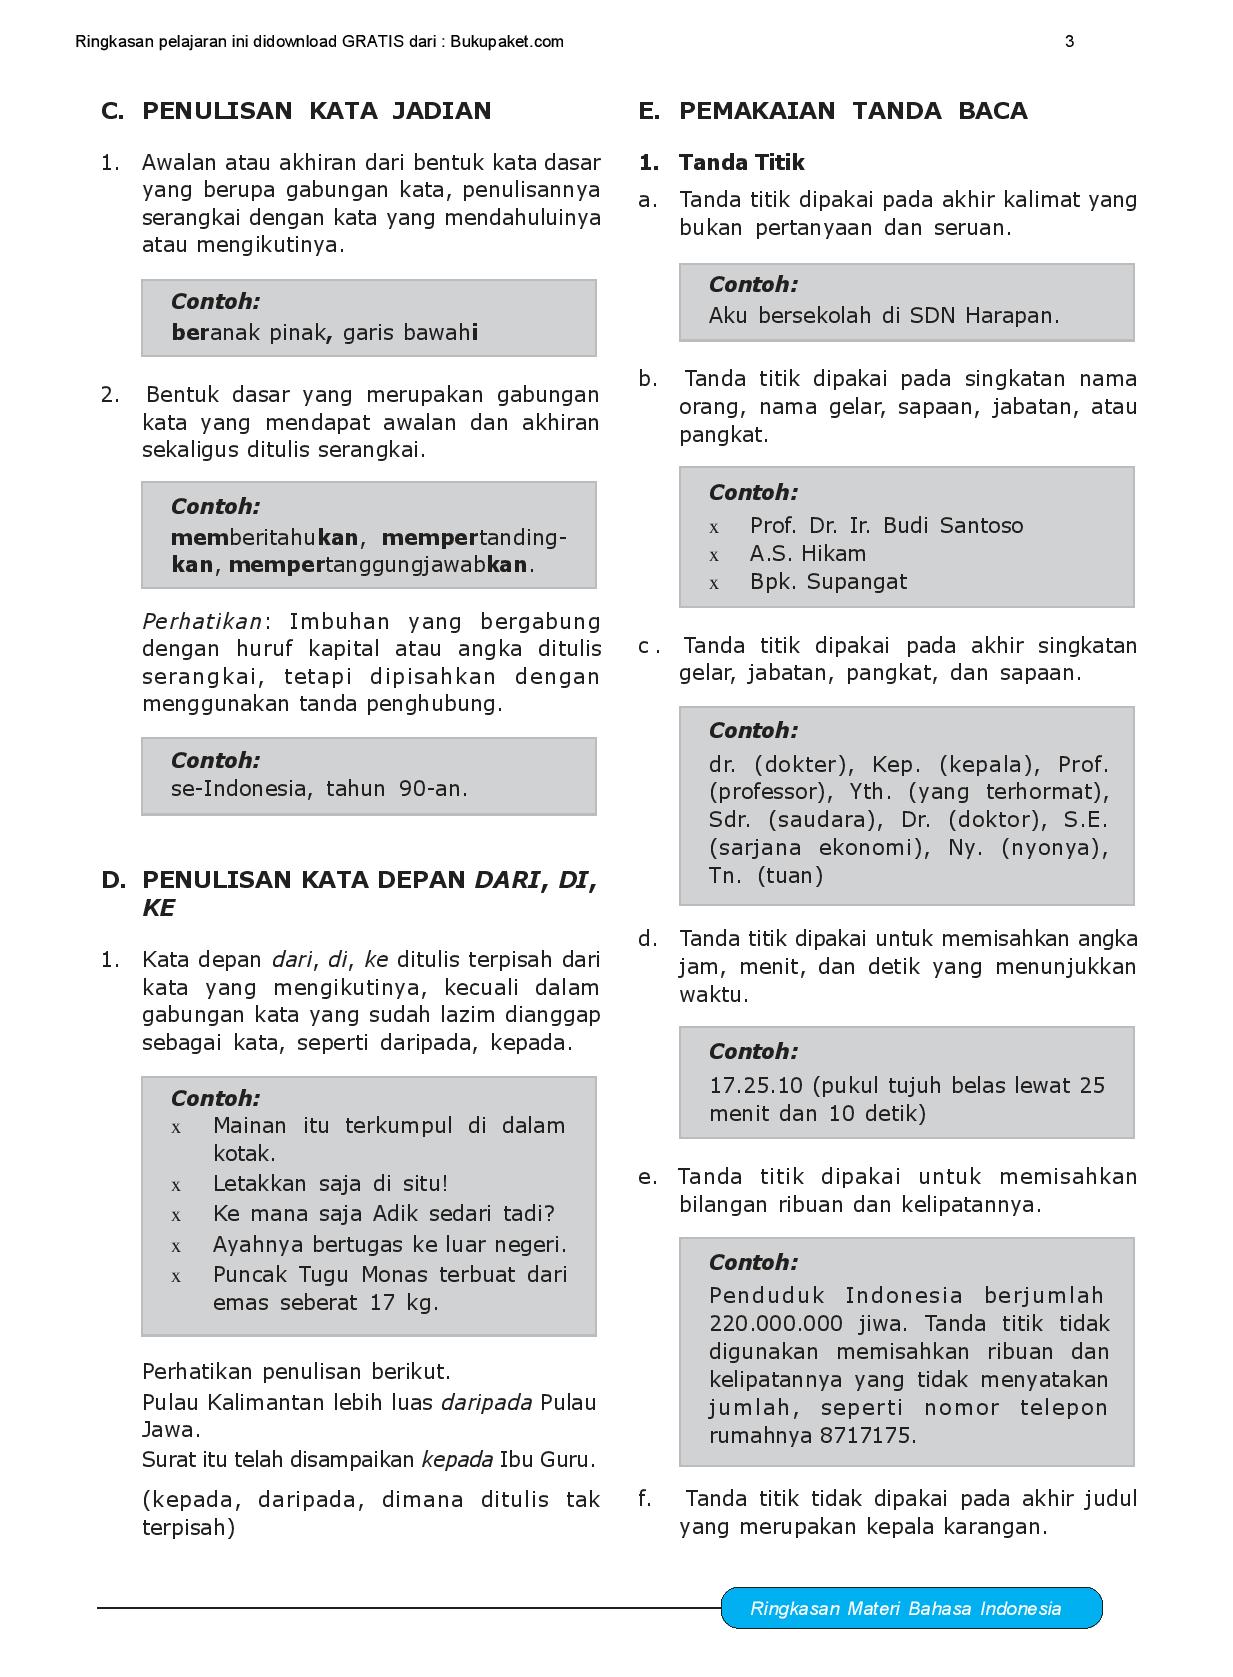 Ringkasan pelajaran ini didownload GRATIS dari : Bukupaket.com 3
C. PENULISAN KATA JADIAN
1. Awalan atau akhiran dari bentuk kata dasar
yang berupa gabungan kata, penulisannya
serangkai dengan kata yang mendahuluinya
atau mengikutinya.
Contoh:
beranak pinak, garis bawahi
2. Bentuk dasar yang merupakan gabungan
kata yang mendapat awalan dan akhiran
sekaligus ditulis serangkai.
Contoh:
memberitahukan, mempertanding-
kan, mempertanggungjawabkan.
Perhatikan: Imbuhan yang bergabung
dengan huruf kapital atau angka ditulis
serangkai, tetapi dipisahkan dengan
menggunakan tanda penghubung.
Contoh:
se-Indonesia, tahun 90-an.
D. PENULISAN KATA DEPAN DARI, DI,
KE
1. Kata depan dari, di, ke ditulis terpisah dari
kata yang mengikutinya, kecuali dalam
gabungan kata yang sudah lazim dianggap
sebagai kata, seperti daripada, kepada.
Contoh:
x Mainan itu terkumpul di dalam
kotak.
x Letakkan saja di situ!
x Ke mana saja Adik sedari tadi?
x Ayahnya bertugas ke luar negeri.
x Puncak Tugu Monas terbuat dari
emas seberat 17 kg.
Perhatikan penulisan berikut.
Pulau Kalimantan lebih luas daripada Pulau
Jawa.
Surat itu telah disampaikan kepada Ibu Guru.
(kepada, daripada, dimana ditulis tak
terpisah)
E. PEMAKAIAN TANDA BACA
1. Tanda Titik
a. Tanda titik dipakai pada akhir kalimat yang
bukan pertanyaan dan seruan.
Contoh:
Aku bersekolah di SDN Harapan.
b. Tanda titik dipakai pada singkatan nama
orang, nama gelar, sapaan, jabatan, atau
pangkat.
Contoh:
x Prof. Dr. Ir. Budi Santoso
x A.S. Hikam
x Bpk. Supangat
c. Tanda titik dipakai pada akhir singkatan
gelar, jabatan, pangkat, dan sapaan.
Contoh:
dr. (dokter), Kep. (kepala), Prof.
(professor), Yth. (yang terhormat),
Sdr. (saudara), Dr. (doktor), S.E.
(sarjana ekonomi), Ny. (nyonya),
Tn. (tuan)
d. Tanda titik dipakai untuk memisahkan angka
jam, menit, dan detik yang menunjukkan
waktu.
Contoh:
17.25.10 (pukul tujuh belas lewat 25
menit dan 10 detik)
e. Tanda titik dipakai untuk memisahkan
bilangan ribuan dan kelipatannya.
Contoh:
Penduduk Indonesia berjumlah
220.000.000 jiwa. Tanda titik tidak
digunakan memisahkan ribuan dan
kelipatannya yang tidak menyatakan
jumlah, seperti nomor telepon
rumahnya 8717175.
f. Tanda titik tidak dipakai pada akhir judul
yang merupakan kepala karangan.
Ringkasan Materi Bahasa Indonesia